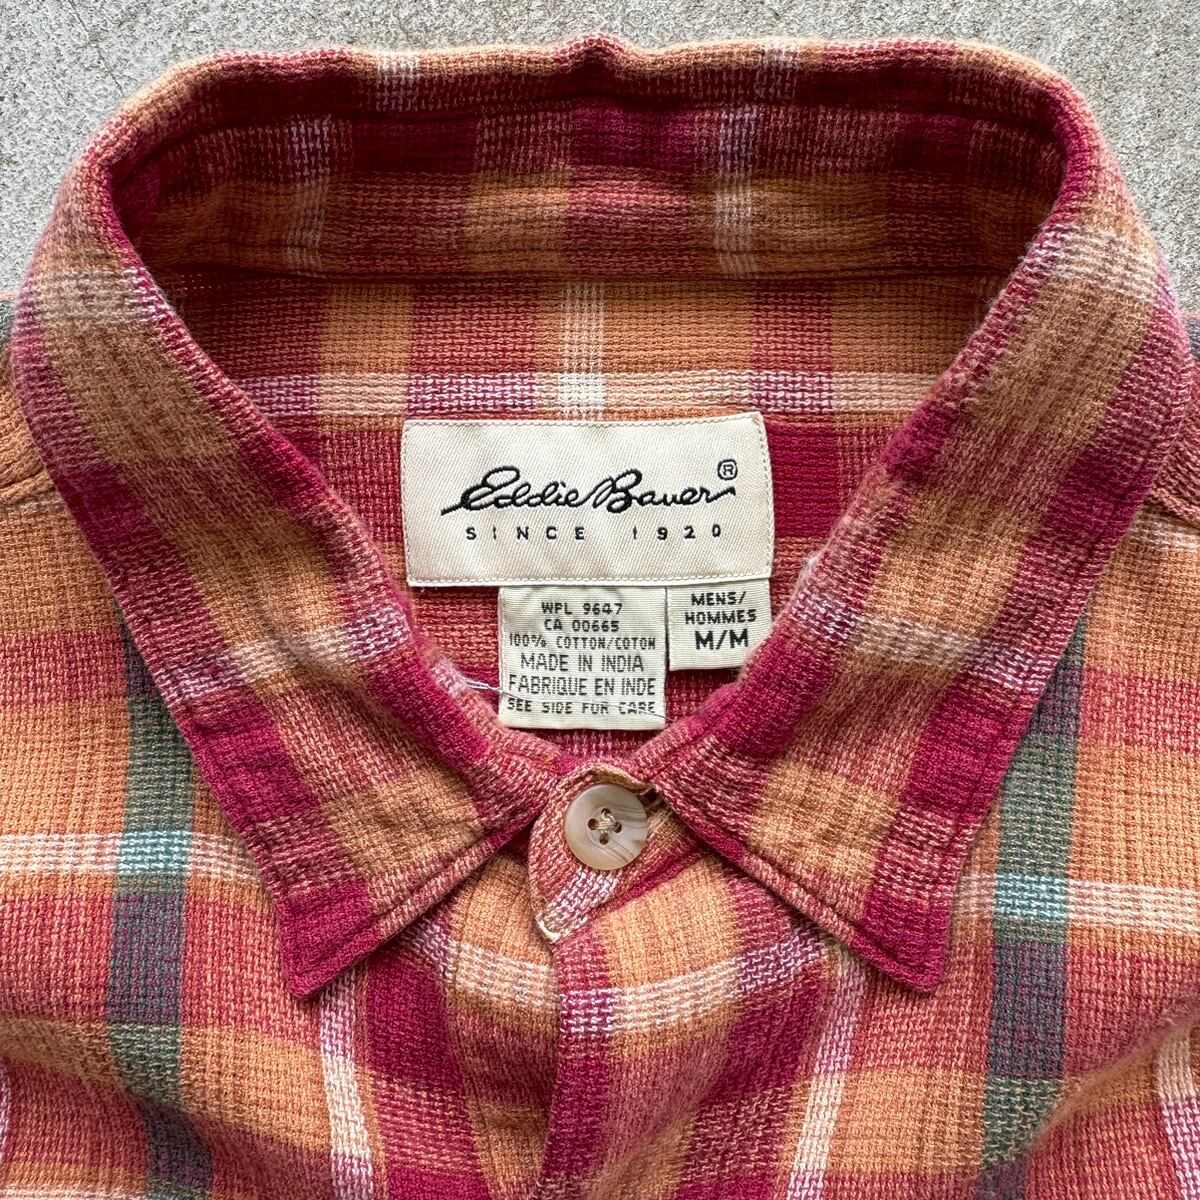 Eddie Bauer®
SINCE 1920
WPL 9647
CA 00665
100% COTTON/COTON
MADE IN INDIA
FABRIQUE EN INDE
SEE SIDE FOR CARE
MENS/
HOMMES
M/M